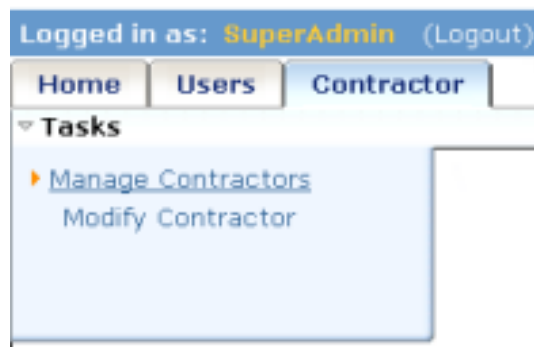 Logged in as: SuperAdmin (Logout)
Home Users Contractor
Tasks
Manage Contractors
Modify Contractor